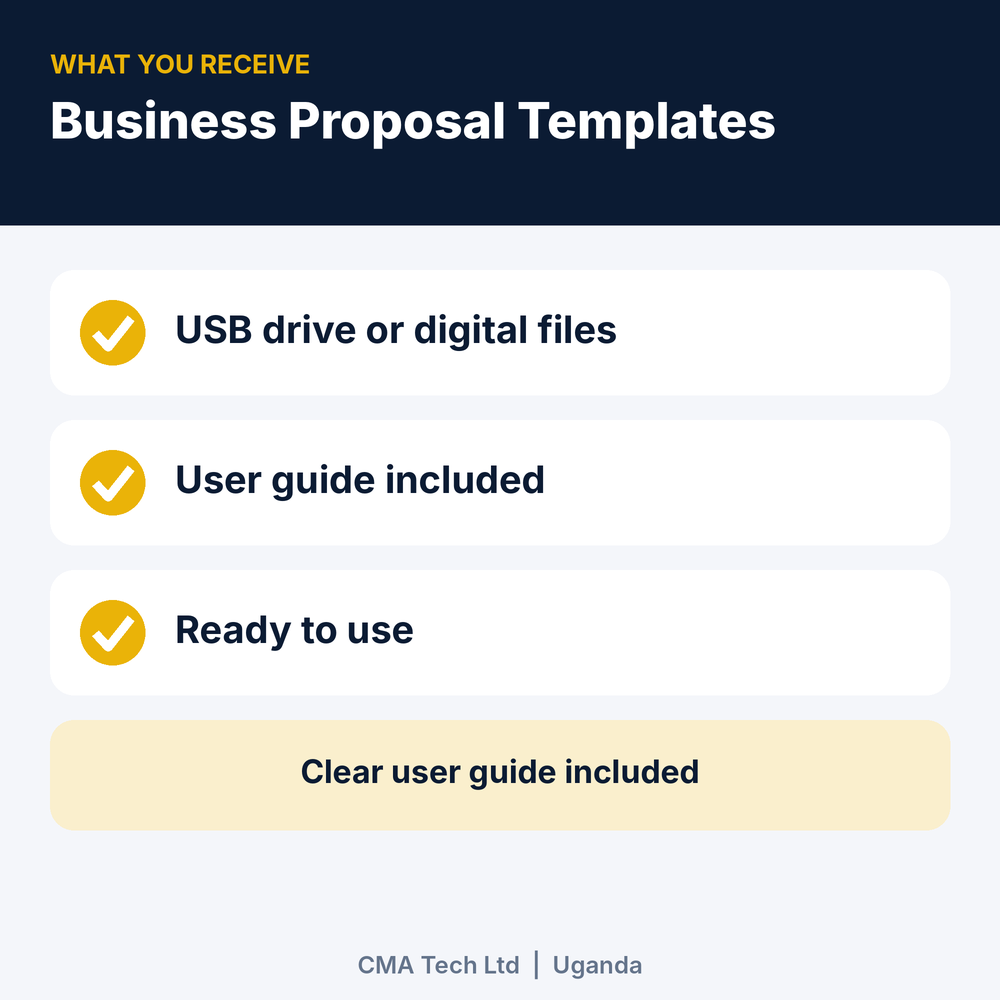 WHAT YOU RECEIVE
Business Proposal Templates
USB drive or digital files
User guide included
Ready to use
Clear user guide included
CMA Tech Ltd | Uganda